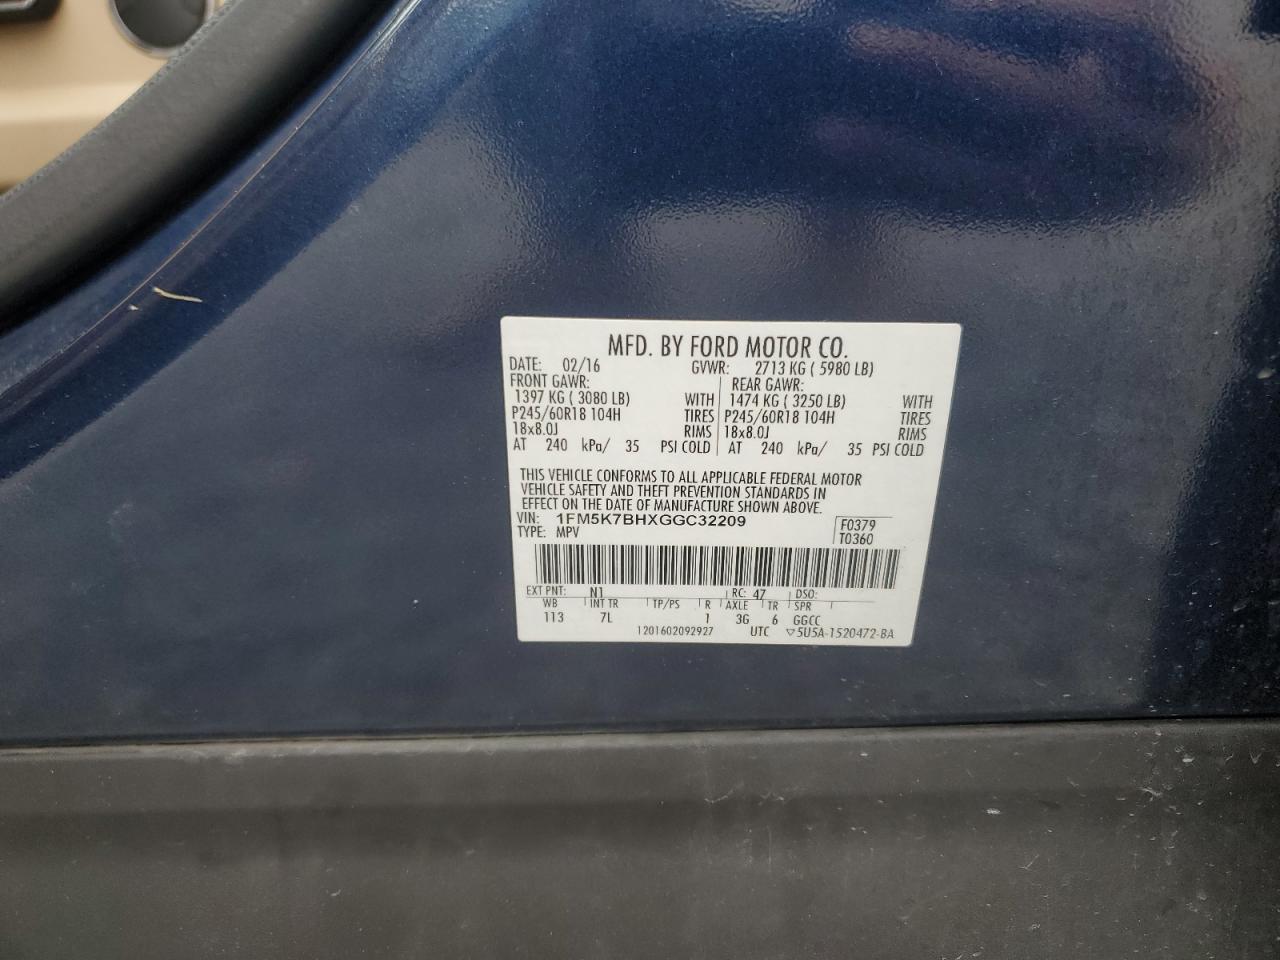 MFD. BY FORD MOTOR CO.
DATE: 02/16 GVWR: 2713 KG ( 5980 LB)
FRONT GAWR: REAR GAWR:
1397 KG ( 3080 LB) WITH 1474 KG ( 3250 LB) WITH
P245/60R18 104H TIRES P245/60R18 104H TIRES
18x8.0J RIMS 18x8.0J RIMS
AT 240 kPa/ 35 PSI COLD AT 240 kPa/ 35 PSI COLD
THIS VEHICLE CONFORMS TO ALL APPLICABLE FEDERAL MOTOR
VEHICLE SAFETY AND THEFT PREVENTION STANDARDS IN
EFFECT ON THE DATE OF MANUFACTURE SHOWN ABOVE.
VIN: 1FM5K7BHXGGC32209 F0379
TYPE: MPV T0360
EXT PNT: N1 RC: 47 DSO:
WB INT TR TP/PS R AXLE TR SPR
113 7L 1 3G 6 GGCC
1201602092927 UTC ▽5U5A-1520472-BA